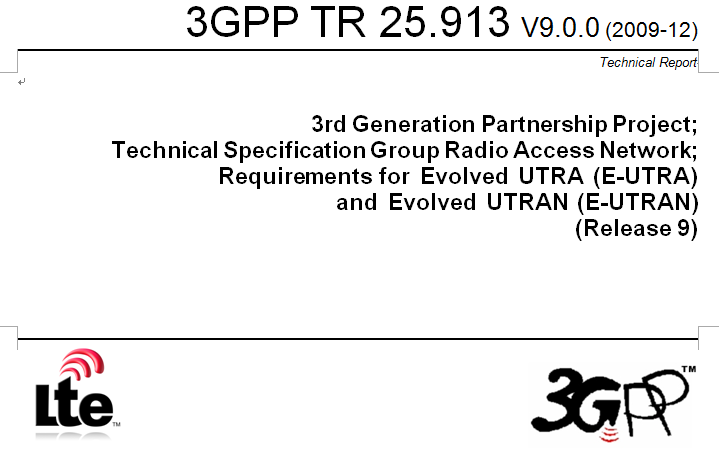 3GPP TR 25.913 V9.0.0 (2009-12)
Technical Report
3rd Generation Partnership Project;
Technical Specification Group Radio Access Network;
Requirements for Evolved UTRA (E-UTRA)
and Evolved UTRAN (E-UTRAN)
(Release 9)
Lte™
3GPP™